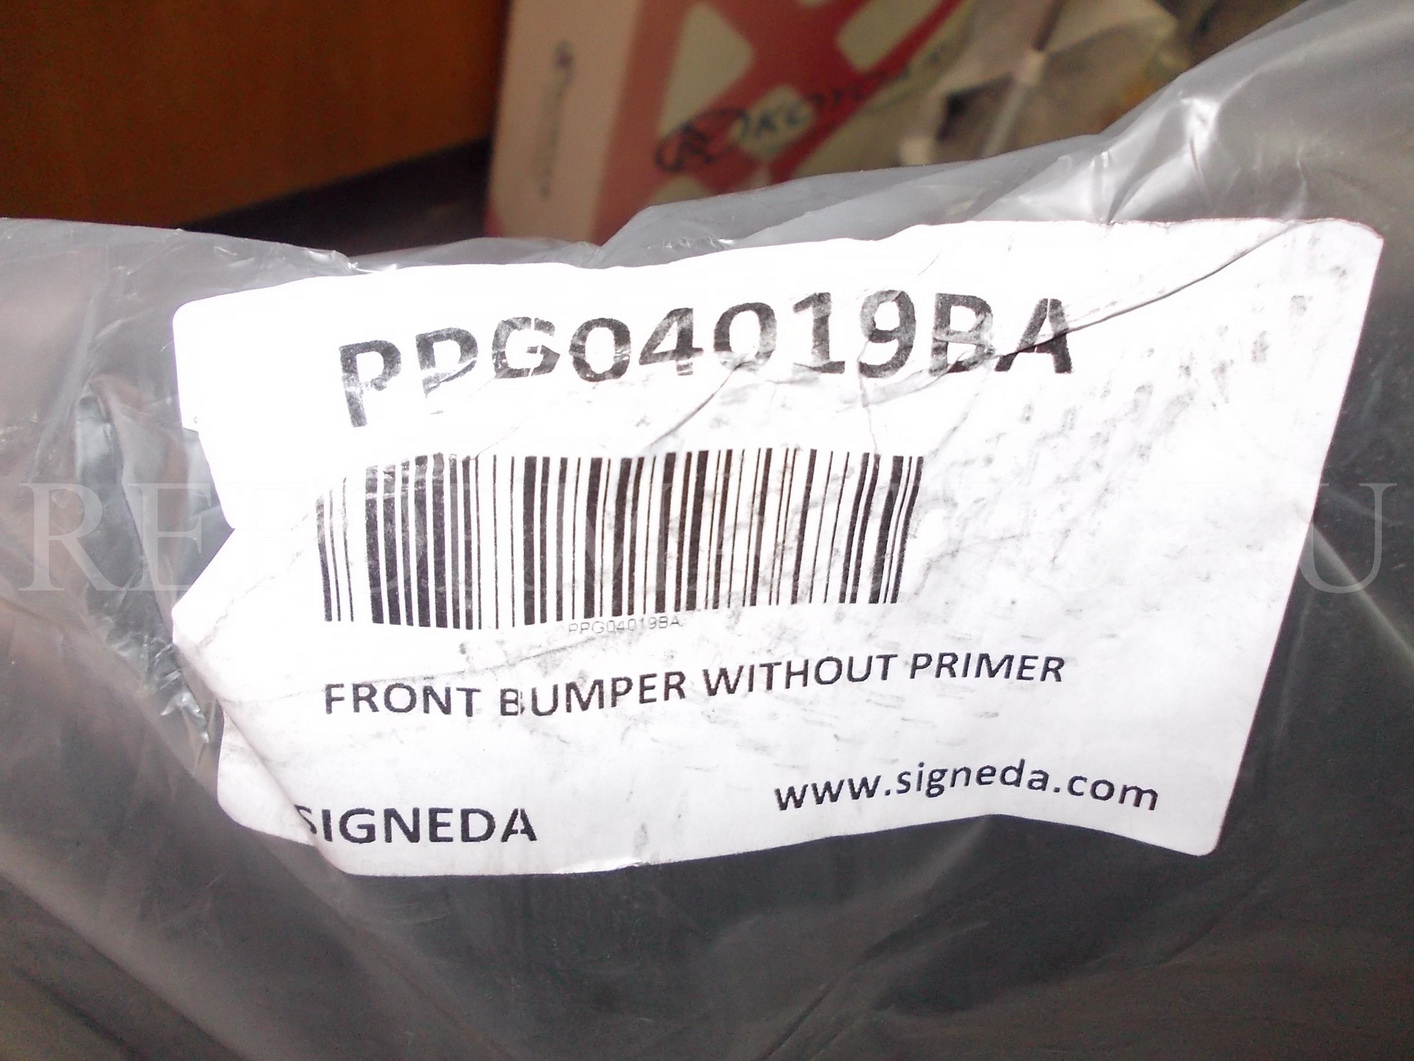 PPG04019BA
PPG04019BA
FRONT BUMPER WITHOUT PRIMER
www.signeda.com
SIGNEDA